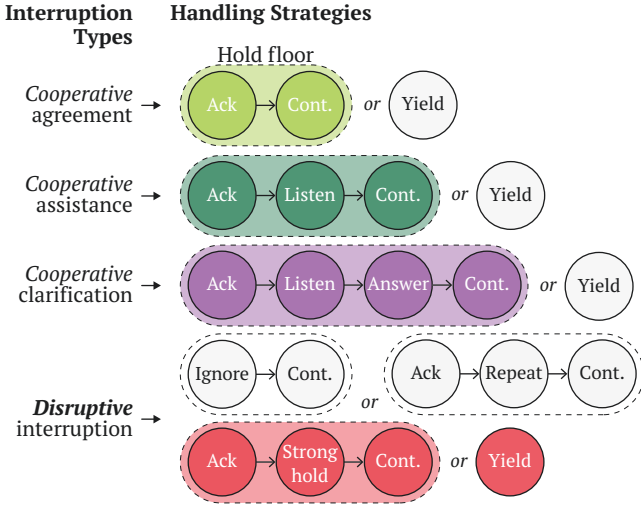 Interruption Types
Handling Strategies
Hold floor
Cooperative agreement
Ack
Cont.
or
Yield
Cooperative assistance
Ack
Listen
Cont.
or
Yield
Cooperative clarification
Ack
Listen
Answer
Cont.
or
Yield
Disruptive interruption
Ignore
Cont.
or
Ack
Repeat
Cont.
Ack
Strong hold
Cont.
or
Yield